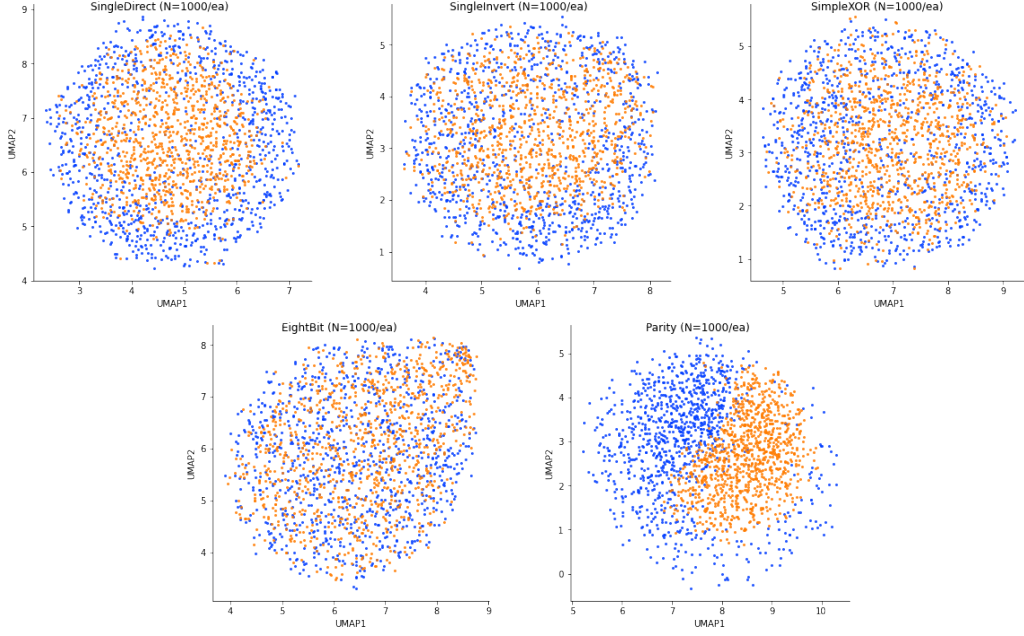 SingleDirect (N=1000/ea)
9
8
7
6
5
4
UMAP2
3 4 5 6 7
UMAP1
SingleInvert (N=1000/ea)
5
4
3
2
1
UMAP2
4 5 6 7 8
UMAP1
SimpleXOR (N=1000/ea)
5
4
3
2
1
UMAP2
5 6 7 8 9
UMAP1
EightBit (N=1000/ea)
8
7
6
5
4
UMAP2
4 5 6 7 8 9
UMAP1
Parity (N=1000/ea)
5
4
3
2
1
0
UMAP2
5 6 7 8 9 10
UMAP1